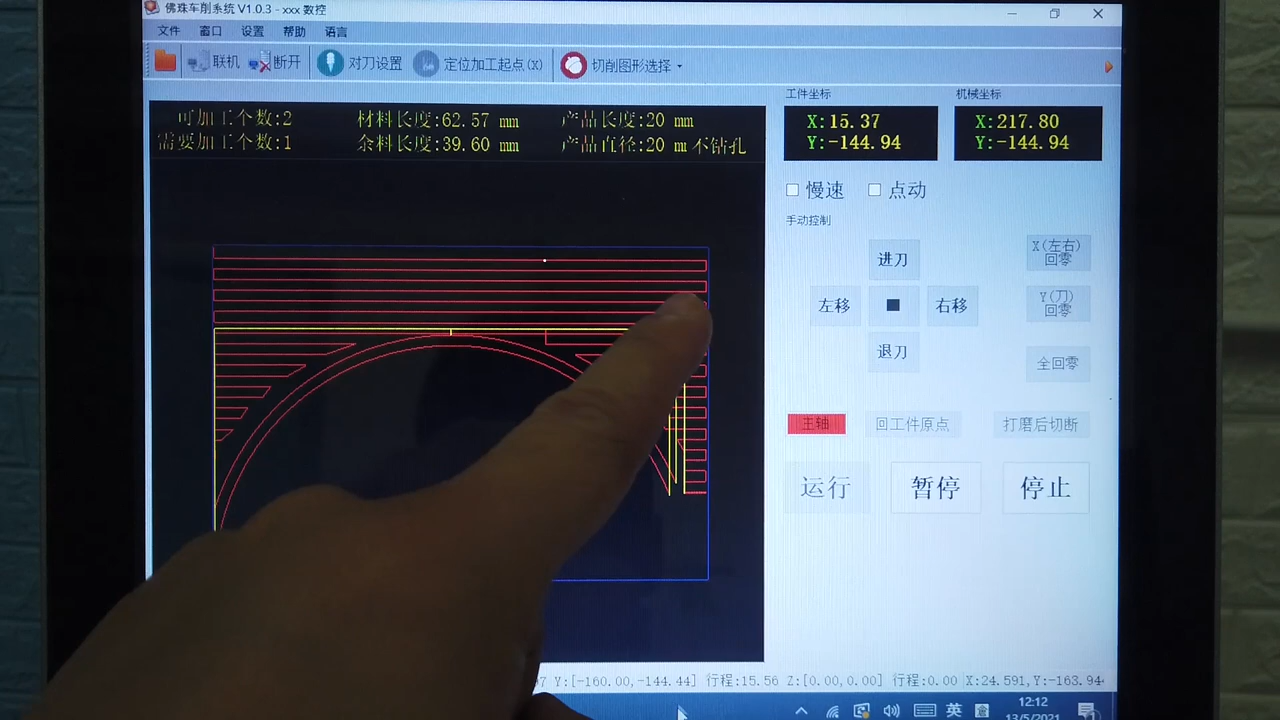 佛珠车削系统 V1.0.3 - xxx 数控
文件 窗口 设置 帮助 语言
联机 断开 对刀设置 定位加工起点(X) 切削图形选择
可加工个数:2 材料长度:62.57 mm 产品长度:20 mm
需要加工个数:1 余料长度:39.60 mm 产品直径:20 m 不钻孔
工件坐标 机械坐标
X:15.37 X:217.80
Y:-144.94 Y:-144.94
慢速 点动
手动控制
进刀
X(左右)
回零
左移 右移
Y(刀)
回零
退刀
全回零
主轴 回工件原点 打磨后切断
运行 暂停 停止
7 Y:[-160.00,-144.44] 行程:15.56 Z:[0.00,0.00] 行程:0.00 X:24.591,Y:-163.94
英
12:12
13/5/2021